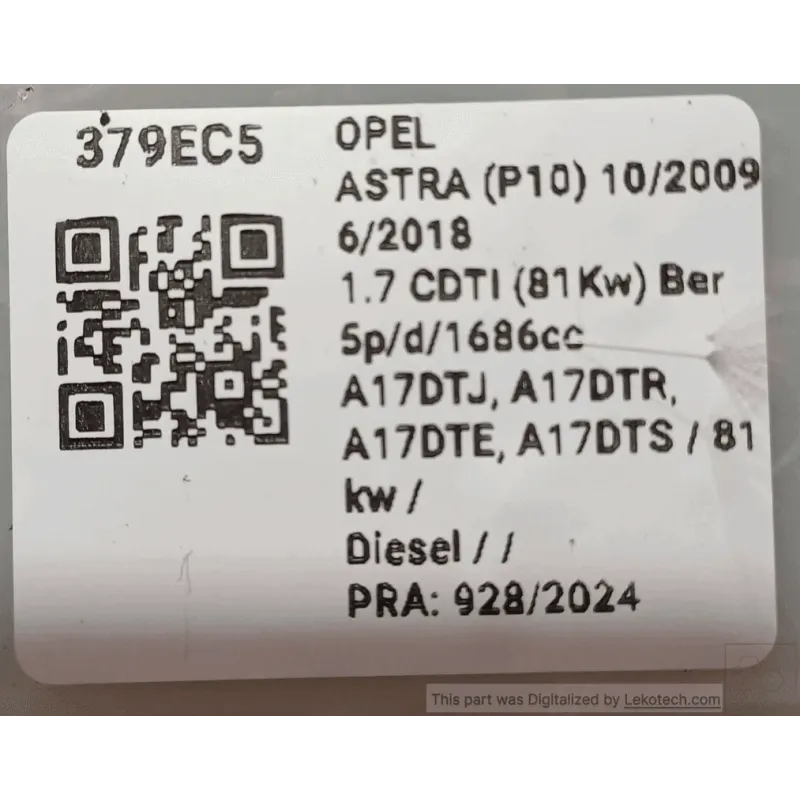 379EC5
OPEL
ASTRA (P10) 10/2009
6/2018
1.7 CDTI (81Kw) Ber
5p/d/1686cc
A17DTJ, A17DTR,
A17DTE, A17DTS / 81
kw /
Diesel / /
PRA: 928/2024
This part was Digitalized by Lekotech.com